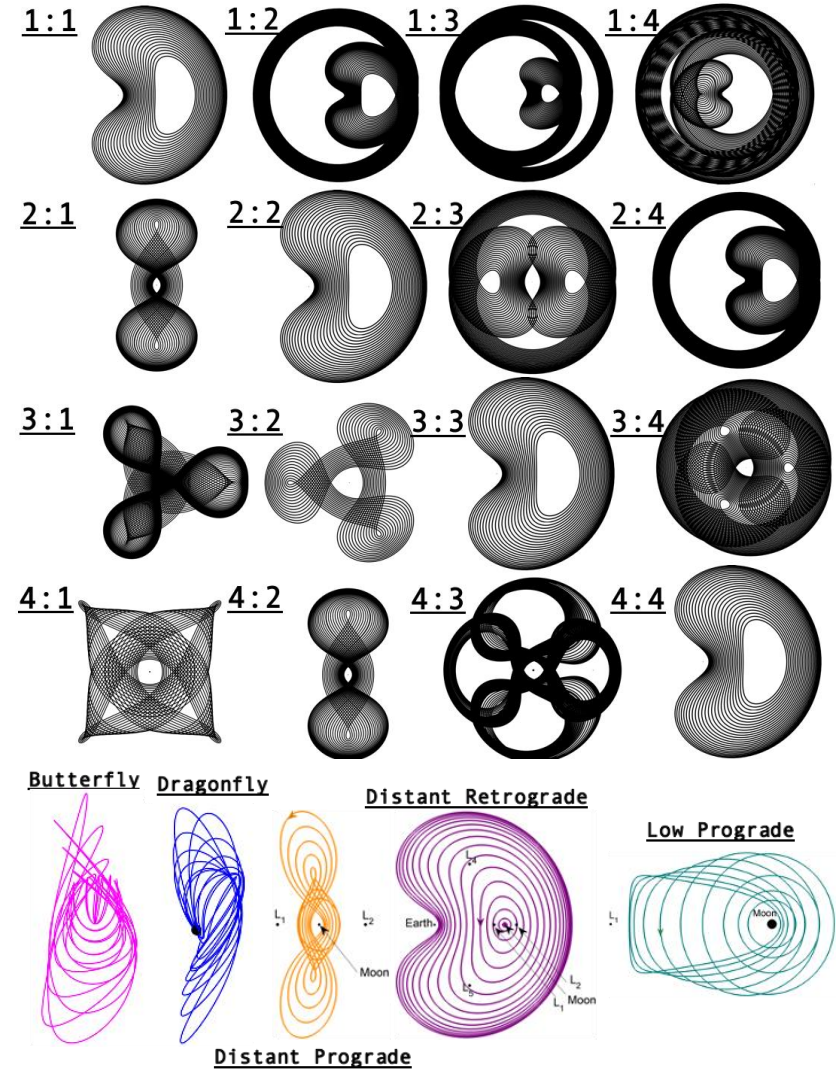 1:1 1:2 1:3 1:4
2:1 2:2 2:3 2:4
3:1 3:2 3:3 3:4
4:1 4:2 4:3 4:4
Butterfly
Dragonfly
Distant Retrograde
Low Prograde
L4
L1
L2
Earth
Moon
L1
Moon
L5
L2
Moon
L1
Distant Prograde